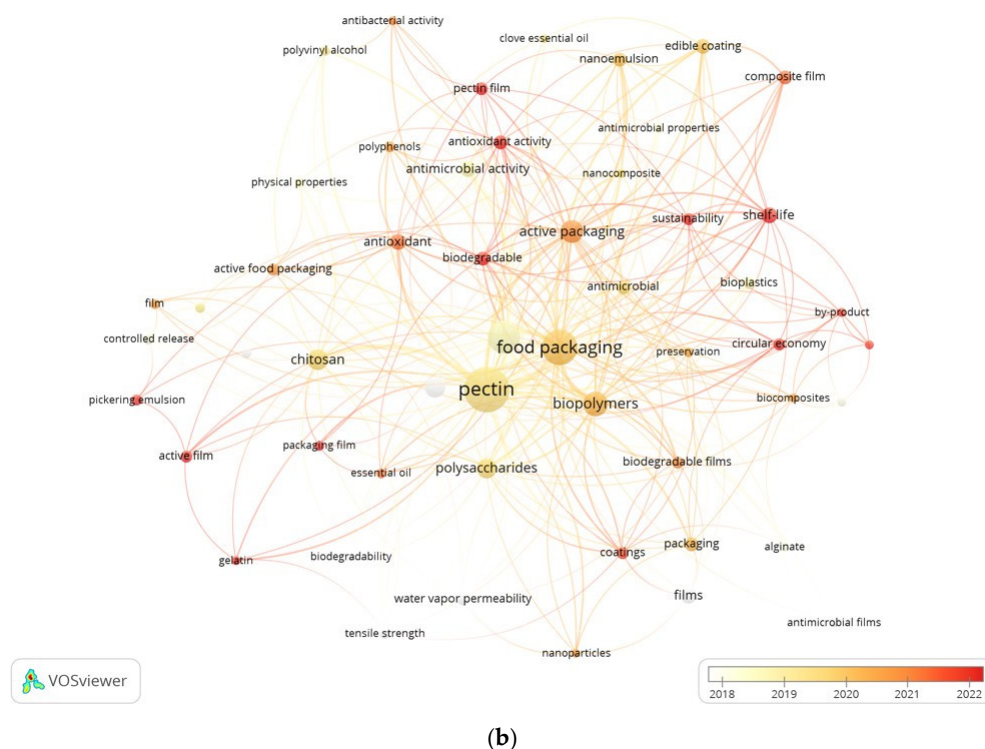 antibacterial activity
clove essential oil
polyvinyl alcohol
edible coating
nanoemulsion
composite film
pectin film
antimicrobial properties
antioxidant activity
polyphenols
antimicrobial activity
nanocomposite
physical properties
shelf-life
sustainability
active packaging
antioxidant
biodegradable
active food packaging
bioplastics
antimicrobial
film
by-product
controlled release
circular economy
food packaging
preservation
chitosan
pectin
pickering emulsion
biocomposites
biopolymers
packaging film
active film
biodegradable films
polysaccharides
essential oil
packaging
alginate
coatings
gelatin
biodegradability
films
water vapor permeability
antimicrobial films
tensile strength
nanoparticles
VOSviewer
2018 2019 2020 2021 2022
(b)